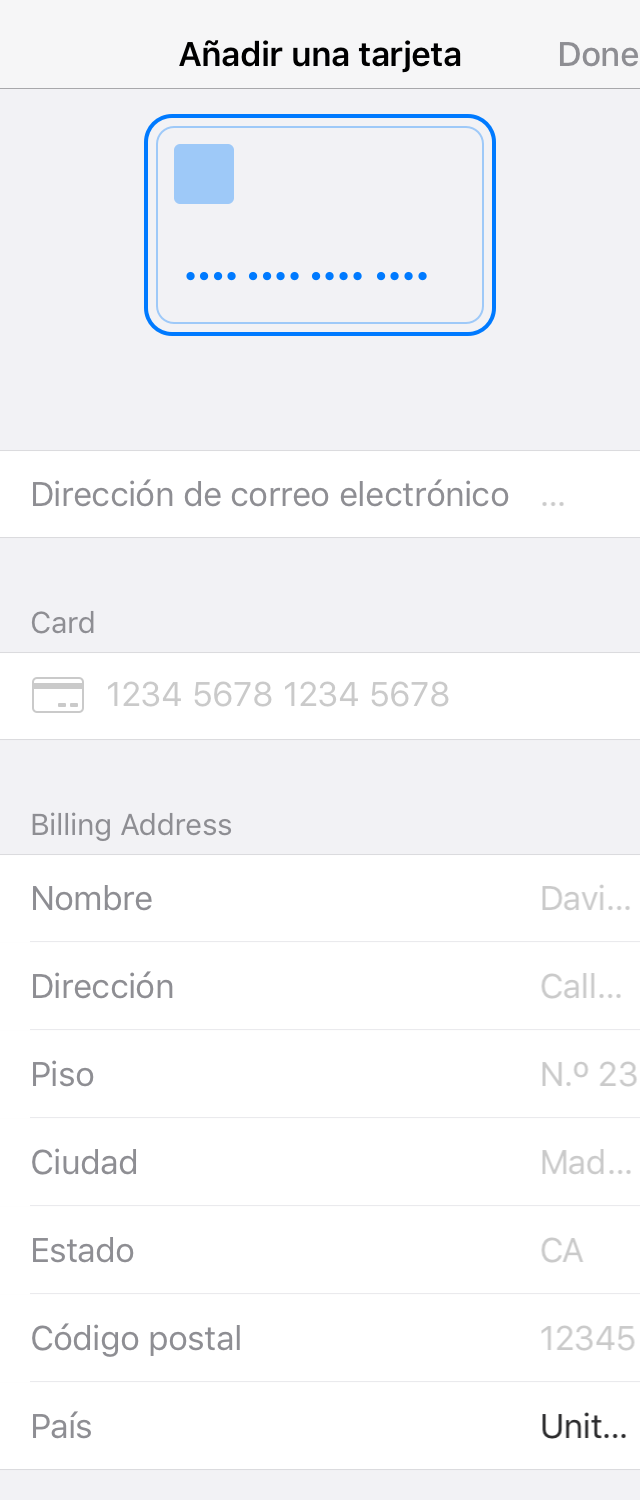 Añadir una tarjeta Done
•••• •••• •••• ••••
Dirección de correo electrónico ...
Card
1234 5678 1234 5678
Billing Address
Nombre Davi...
Dirección Call...
Piso N.º 23
Ciudad Mad...
Estado CA
Código postal 12345
País Unit...